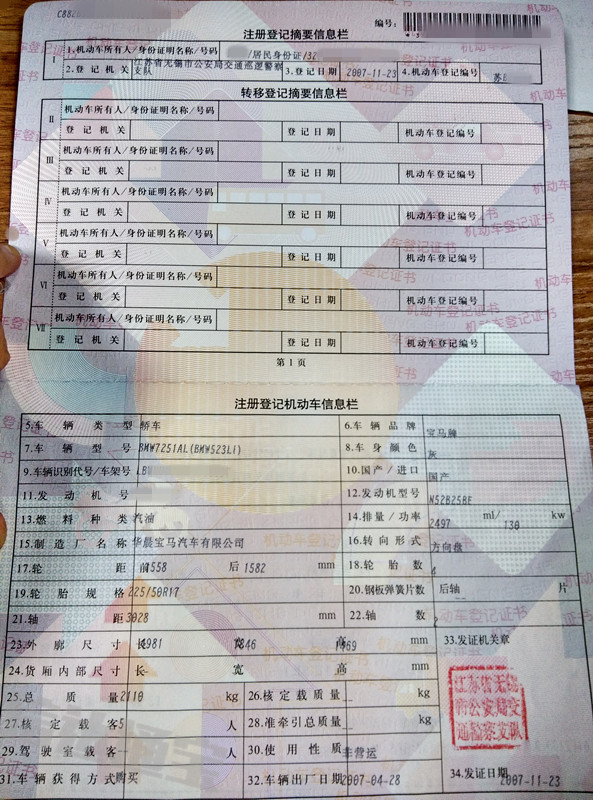 编号:
注册登记摘要信息栏
I
1.机动车所有人/身份证明名称/号码 /居民身份证/32
2.登记机关 江苏省无锡市公安局交通巡逻警察支队 3.登记日期 2007-11-23 4.机动车登记编号 苏
转移登记摘要信息栏
II
机动车所有人/身份证明名称/号码
登记机关 登记日期 机动车登记编号
III
机动车所有人/身份证明名称/号码
登记机关 登记日期 机动车登记编号
IV
机动车所有人/身份证明名称/号码
登记机关 登记日期 机动车登记编号
V
机动车所有人/身份证明名称/号码
登记机关 登记日期 机动车登记编号
VI
机动车所有人/身份证明名称/号码
登记机关 登记日期 机动车登记编号
VII
机动车所有人/身份证明名称/号码
登记机关 登记日期 机动车登记编号
第1页
注册登记机动车信息栏
5.车辆类型 轿车 6.车辆品牌 宝马牌
7.车辆型号 BMW7251AL(BMW523Li) 8.车身颜色 灰
9.车辆识别代号/车架号 LBV 10.国产/进口 国产
11.发动机号 12.发动机型号 N52B25BE
13.燃料种类 汽油 14.排量/功率 2497 ml/ 130 kw
15.制造厂名称 华晨宝马汽车有限公司 16.转向形式 方向盘
17.轮距 前1558 后1582 mm 18.轮胎数 4
19.轮胎规格 225/50R17 20.钢板弹簧片数 后轴 片
21.轴距 3028 mm 22.轴数 2
23.外廓尺寸 长4981 宽1846 高1469 mm 33.发证机关章
24.货厢内部尺寸 长- 宽 高 mm
25.总质量 2110 kg 26.核定载质量 -- kg
27.核定载客 5 人 28.准牵引总质量 -- kg
29.驾驶室载客 -- 人 30.使用性质 非营运
31.车辆获得方式 购买 32.车辆出厂日期 2007-04-28 34.发证日期 2007-11-23
江苏省无锡
市公安局交
通巡逻警察支队